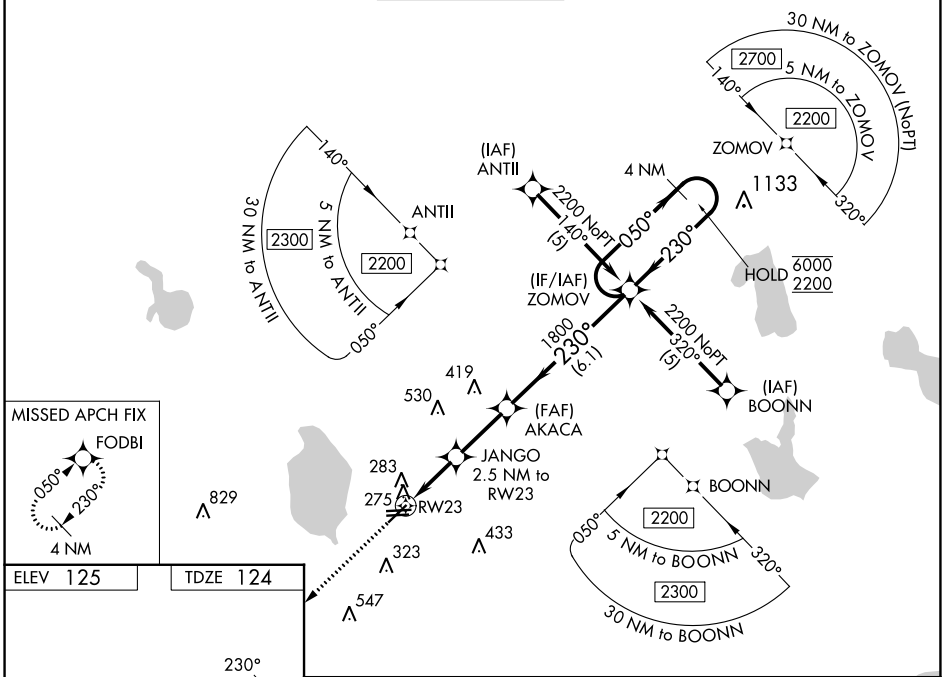 30 NM to ZOMOV (NoPT)
2700
5 NM to ZOMOV
140°
2200
ZOMOV
320°
(IAF)
ANTII
4 NM
1133
140°
ANTII
2200 NoPT
140°
(5)
050°
230°
30 NM to ANTII
2300
5 NM to ANTII
2200
050°
(IF/IAF)
ZOMOV
HOLD 6000
2200
1800
230°
(6.1)
2200 NoPT
320°
(5)
(IAF)
BOONN
419
530
(FAF)
AKACA
MISSED APCH FIX
FODBI
050°
230°
4 NM
829
283
275
RW23
JANGO
2.5 NM to
RW23
433
323
547
BOONN
050°
2200
5 NM to BOONN
320°
2300
30 NM to BOONN
ELEV 125
TDZE 124
230°